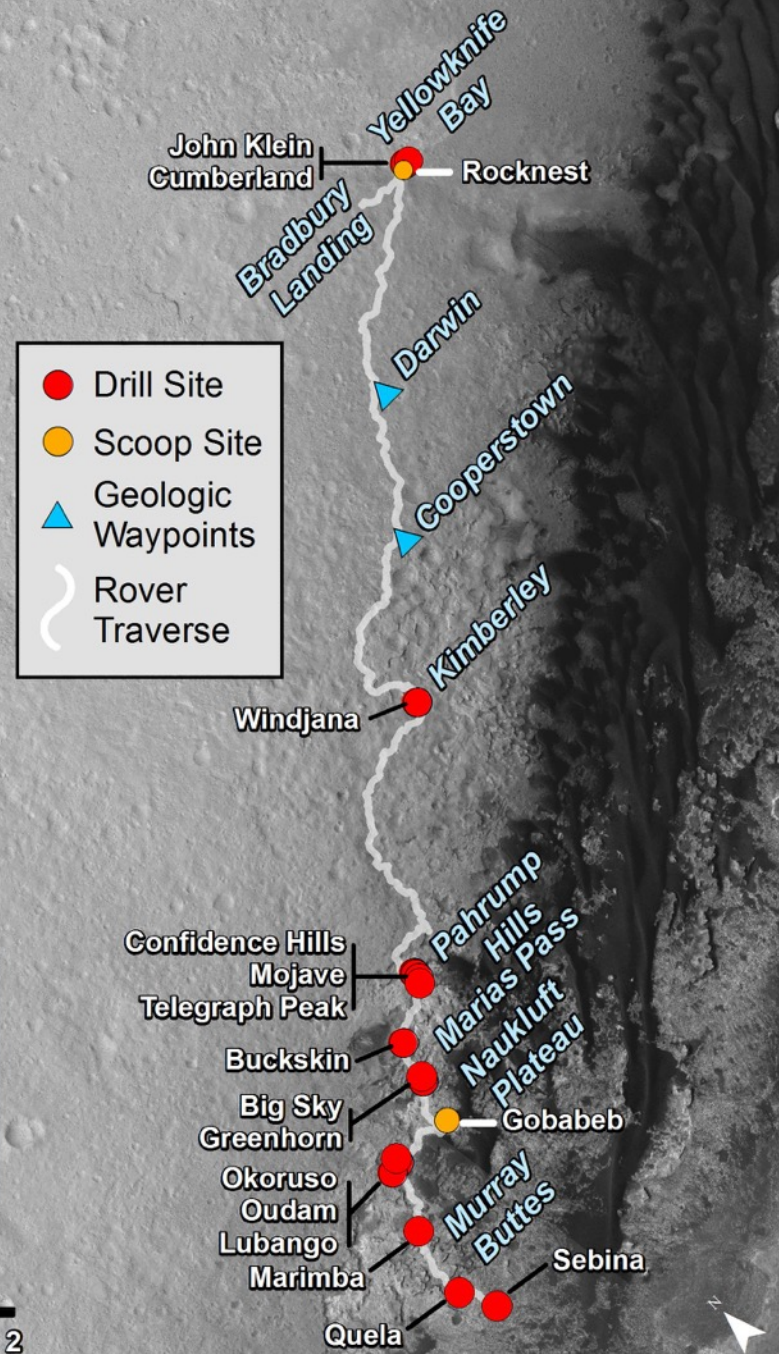 Yellowknife
Bay
John Klein
Cumberland
Rocknest
Bradbury
Landing
Darwin
Drill Site
Scoop Site
Geologic
Waypoints
Rover
Traverse
Cooperstown
Kimberley
Windjana
Pahrump
Hills
Confidence Hills
Mojave
Telegraph Peak
Marias Pass
Buckskin
Naukluft
Plateau
Big Sky
Greenhorn
Gobabeb
Okoruso
Oudam
Lubango
Murray
Buttes
Marimba
Sebina
Quela
2
N